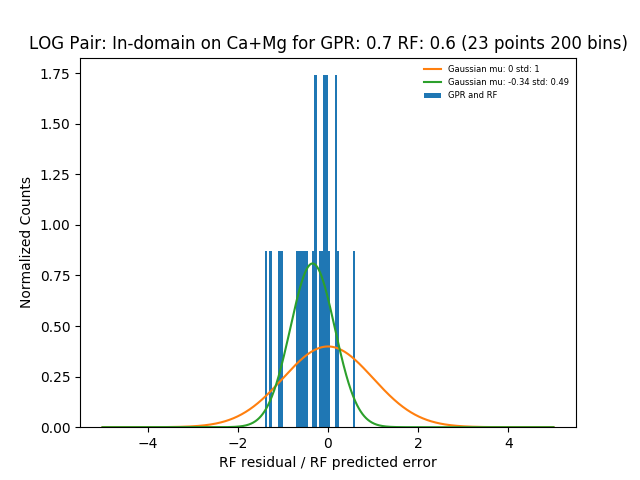 LOG Pair: In-domain on Ca+Mg for GPR: 0.7 RF: 0.6 (23 points 200 bins)
Gaussian mu: 0 std: 1
Gaussian mu: -0.34 std: 0.49
GPR and RF
Normalized Counts
1.75
1.50
1.25
1.00
0.75
0.50
0.25
0.00
−4
−2
0
2
4
RF residual / RF predicted error